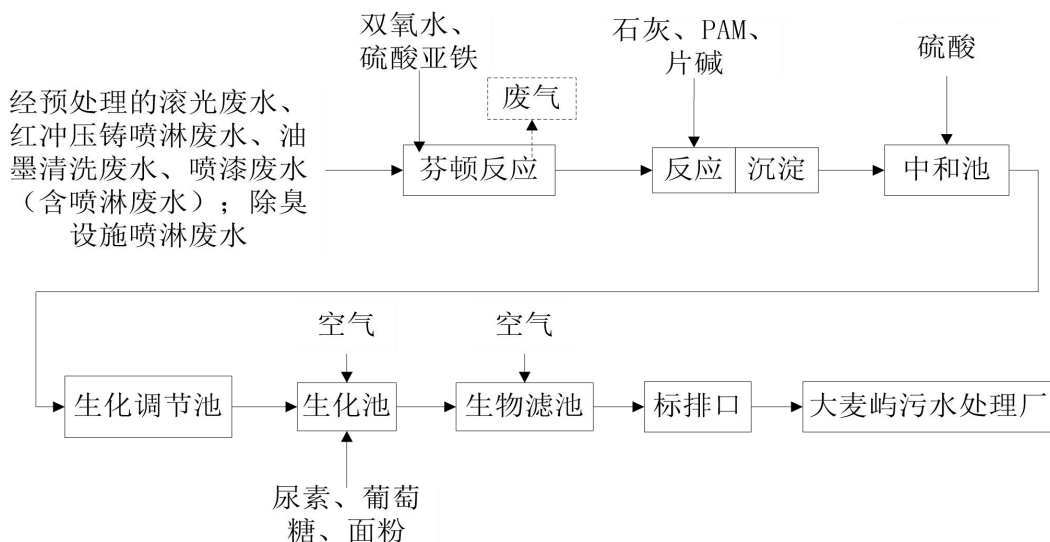 双氧水、
硫酸亚铁
石灰、PAM、
片碱
硫酸
经预处理的滚光废水、
红冲压铸喷淋废水、油
墨清洗废水、喷漆废水
（含喷淋废水）；除臭
设施喷淋废水
废气
芬顿反应
反应
沉淀
中和池
空气
空气
生化调节池
生化池
生物滤池
标排口
大麦屿污水处理厂
尿素、葡萄
糖、面粉